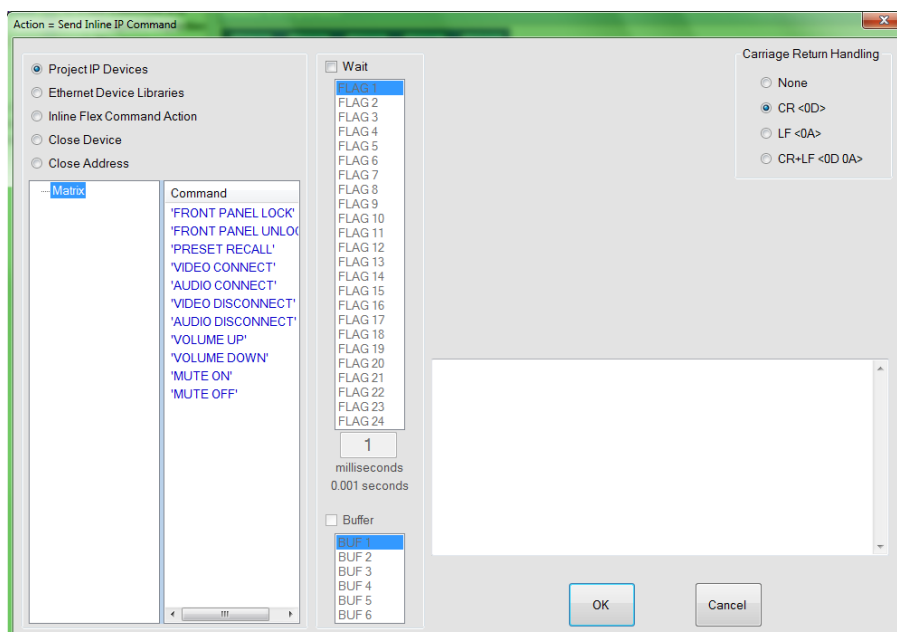 Action = Send Inline IP Command
Project IP Devices
Ethernet Device Libraries
Inline Flex Command Action
Close Device
Close Address
Matrix
Command
'FRONT PANEL LOCK'
'FRONT PANEL UNLO
'PRESET RECALL'
'VIDEO CONNECT'
'AUDIO CONNECT'
'VIDEO DISCONNECT'
'AUDIO DISCONNECT'
'VOLUME UP'
'VOLUME DOWN'
'MUTE ON'
'MUTE OFF'
Wait
FLAG 1
FLAG 2
FLAG 3
FLAG 4
FLAG 5
FLAG 6
FLAG 7
FLAG 8
FLAG 9
FLAG 10
FLAG 11
FLAG 12
FLAG 13
FLAG 14
FLAG 15
FLAG 16
FLAG 17
FLAG 18
FLAG 19
FLAG 20
FLAG 21
FLAG 22
FLAG 23
FLAG 24
1
milliseconds
0.001 seconds
Buffer
BUF 1
BUF 2
BUF 3
BUF 4
BUF 5
BUF 6
Carriage Return Handling
None
CR <0D>
LF <0A>
CR+LF <0D 0A>
OK
Cancel